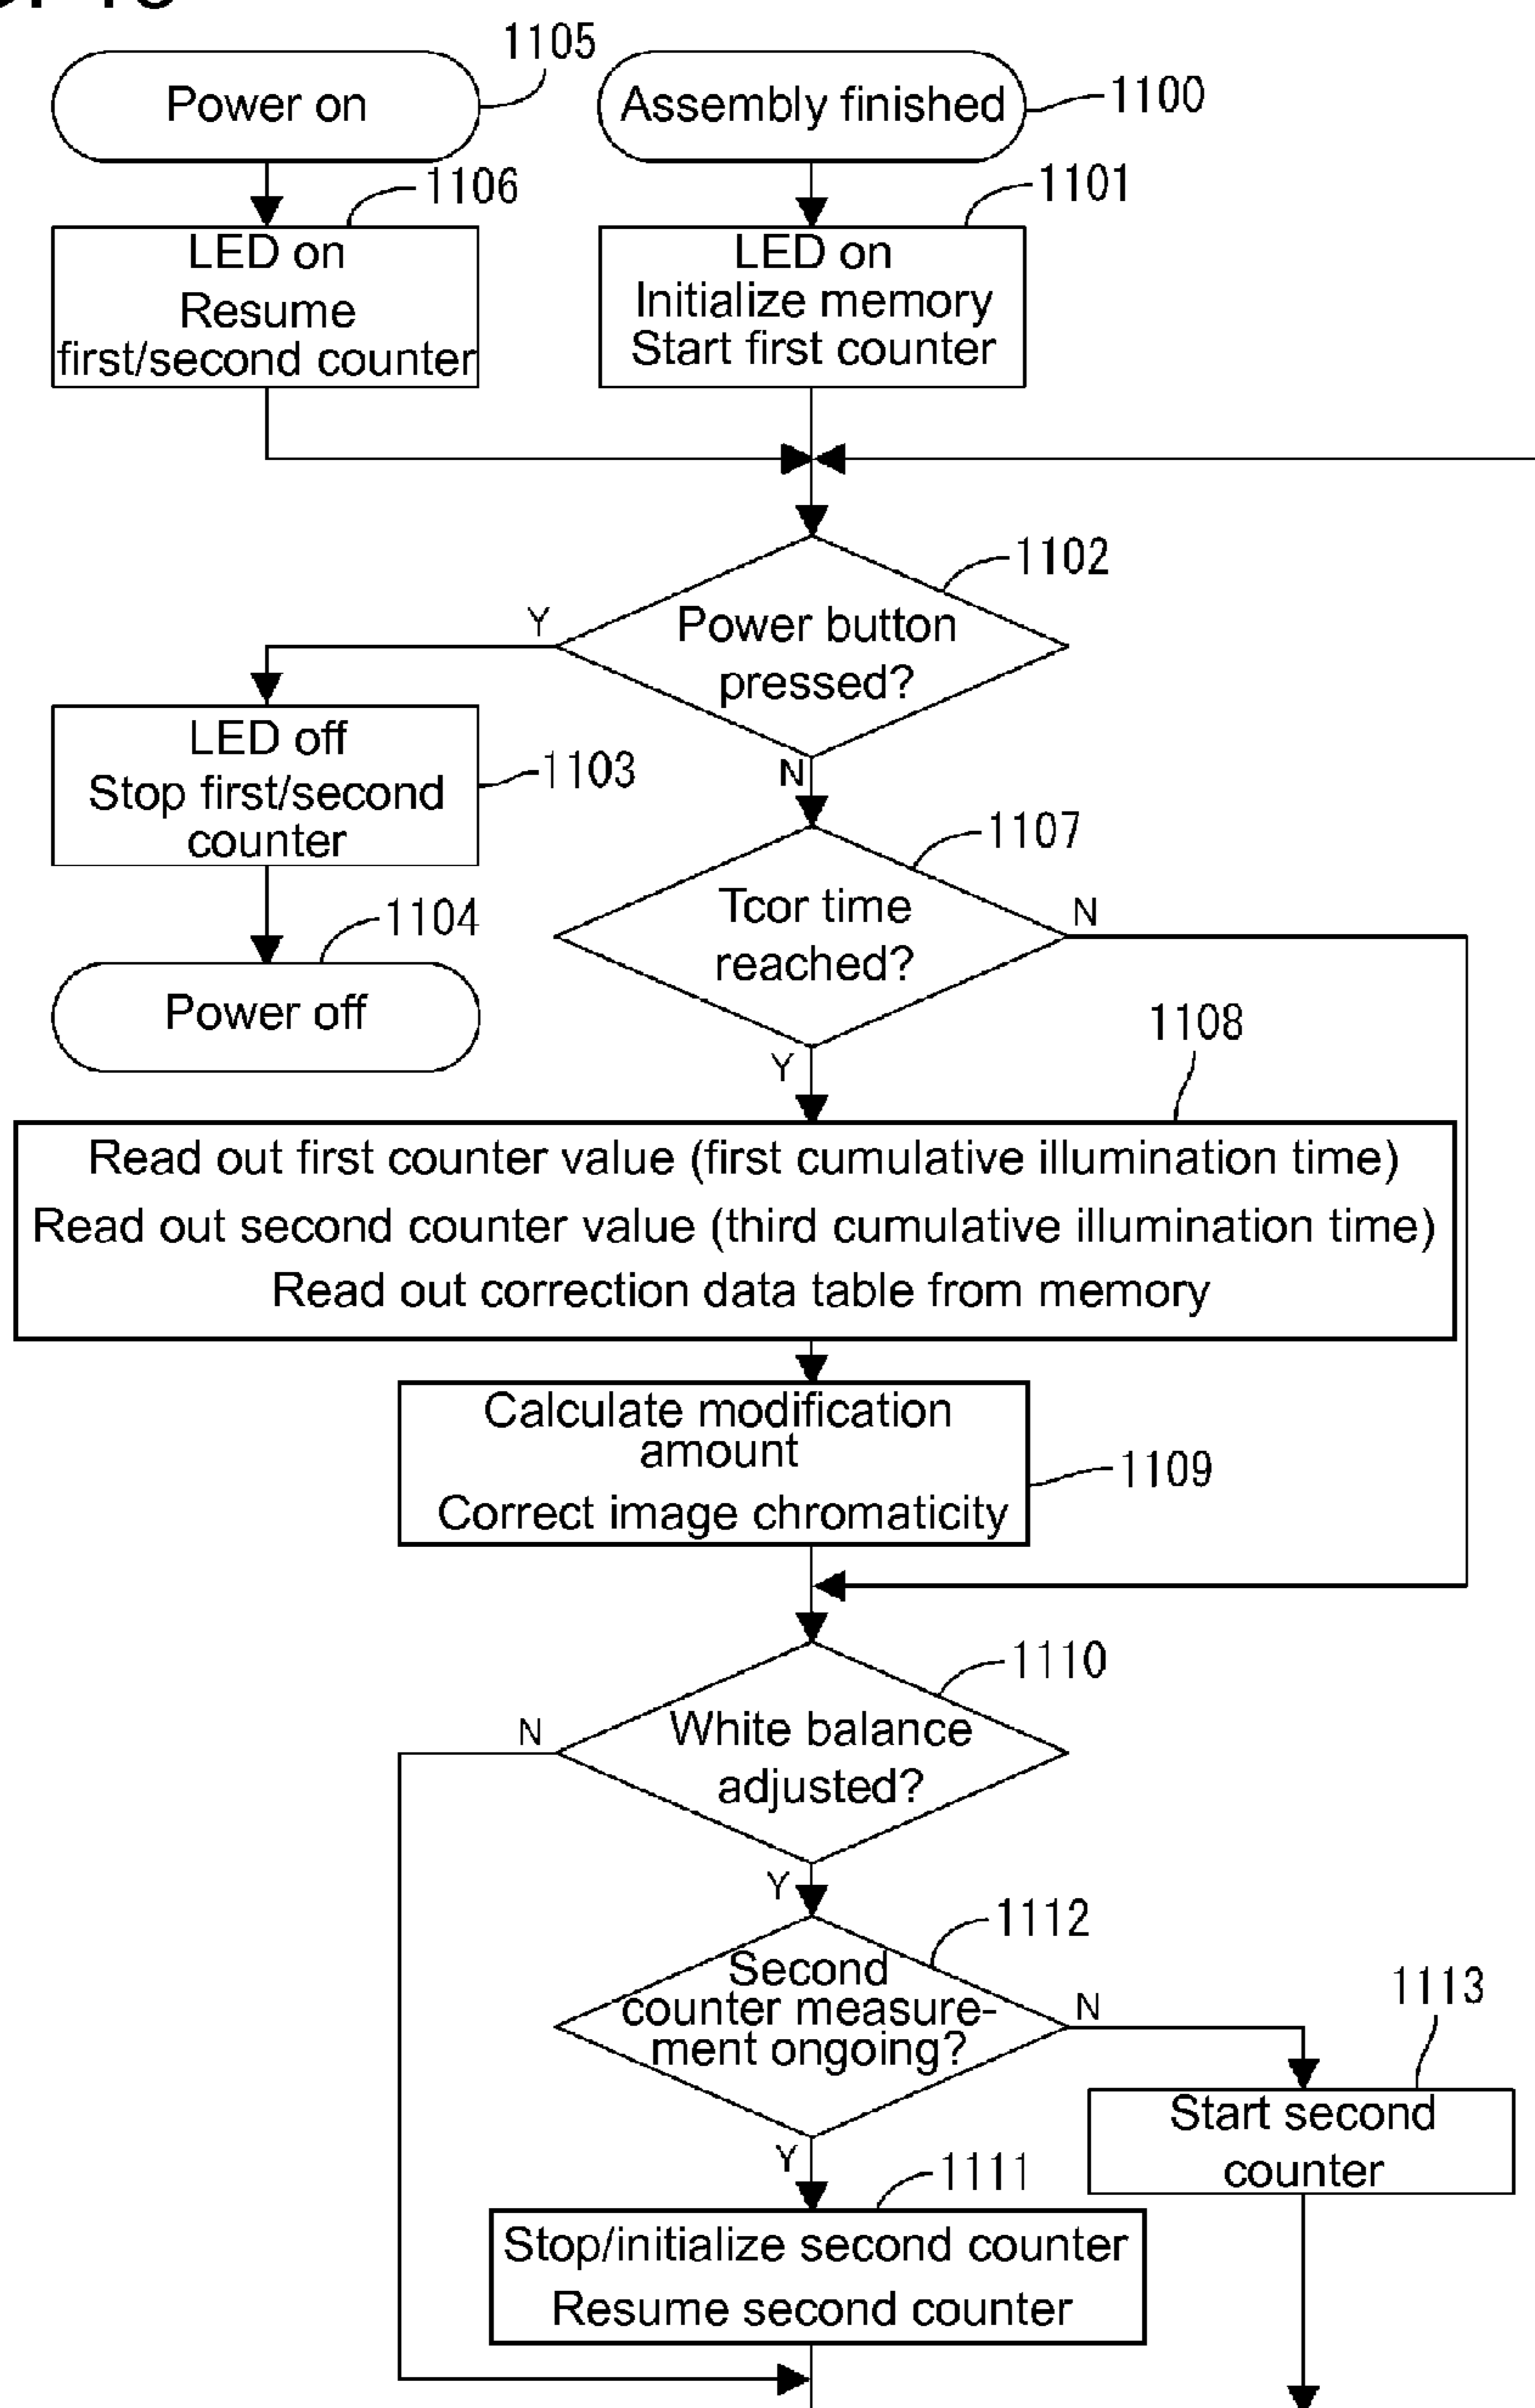 1105
Power on
Assembly finished
1100
1106
1101
LED on
Resume
first/second counter
LED on
Initialize memory
Start first counter
1102
Power button
pressed?
Y
N
LED off
Stop first/second
counter
1103
1107
Tcor time
reached?
N
Y
1104
Power off
1108
Read out first counter value (first cumulative illumination time)
Read out second counter value (third cumulative illumination time)
Read out correction data table from memory
Calculate modification
amount
Correct image chromaticity
1109
1110
White balance
adjusted?
N
Y
1112
Second
counter measure-
ment ongoing?
N
Y
1113
Start second
counter
1111
Stop/initialize second counter
Resume second counter